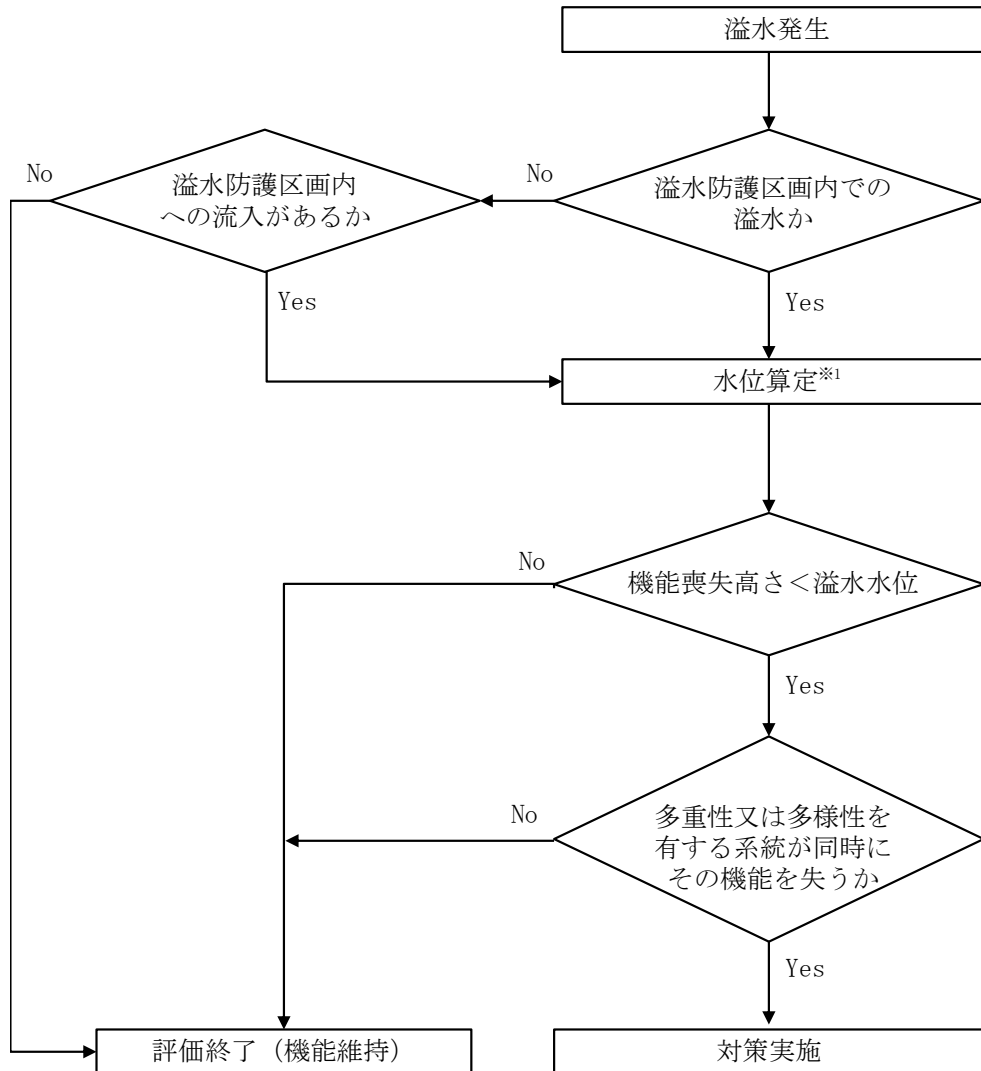 溢水発生
No
溢水防護区画内
への流入があるか
No
溢水防護区画内での
溢水か
Yes
Yes
水位算定※1
No
機能喪失高さ＜溢水水位
Yes
No
多重性又は多様性を
有する系統が同時に
その機能を失うか
Yes
評価終了（機能維持）
対策実施